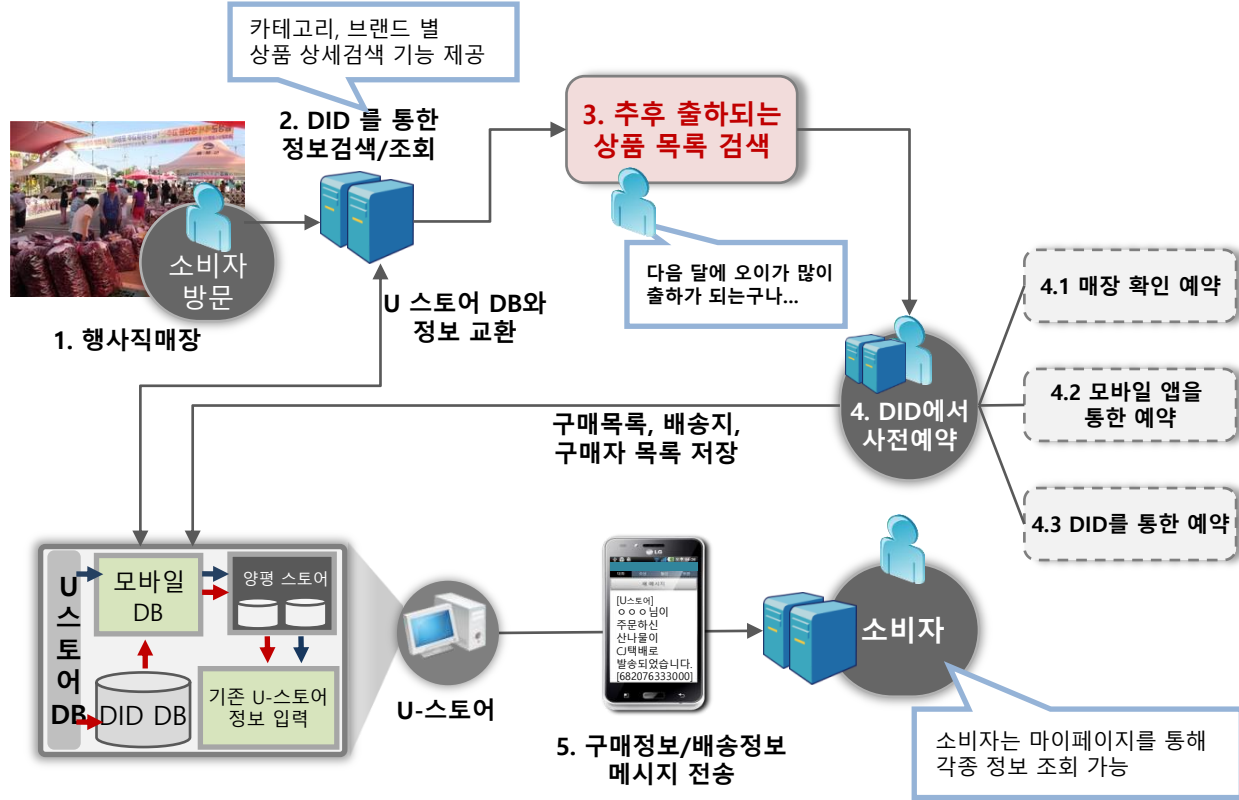 카테고리, 브랜드 별
상품 상세검색 기능 제공
2. DID 를 통한
정보검색/조회
3. 추후 출하되는
상품 목록 검색
소비자
방문
1. 행사직매장
U 스토어 DB와
정보 교환
다음 달에 오이가 많이
출하가 되는구나...
4. DID에서
사전예약
4.1 매장 확인 예약
4.2 모바일 앱을
통한 예약
4.3 DID를 통한 예약
구매목록, 배송지,
구매자 목록 저장
U
스
토
어
DB
모바일
DB
양평 스토어
DID DB
기존 U-스토어
정보 입력
U-스토어
LG
새 메시지
[U스토어]
ㅇㅇㅇ님이
주문하신
산나물이
CJ택배로
발송되었습니다.
[682076333000]
5. 구매정보/배송정보
메시지 전송
소비자
소비자는 마이페이지를 통해
각종 정보 조회 가능